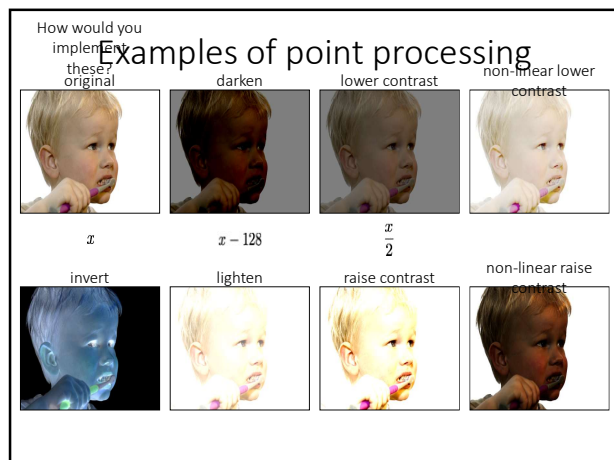 How would you
implement
these?
Examples of point processing
original
darken
lower contrast
non-linear lower
contrast
x
x − 128
x
2
invert
lighten
raise contrast
non-linear raise
contrast